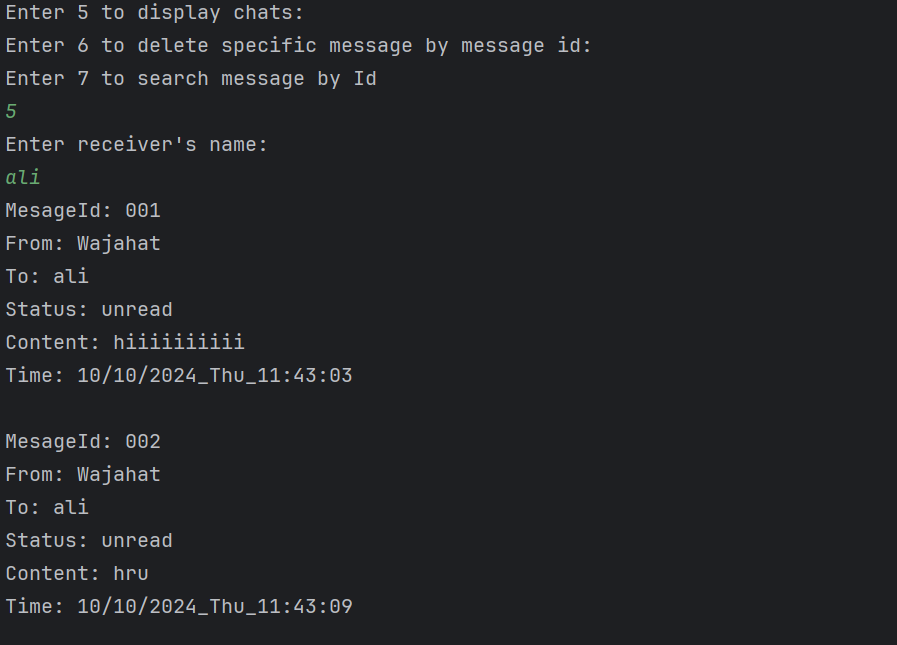 Enter 5 to display chats:
Enter 6 to delete specific message by message id:
Enter 7 to search message by Id
5
Enter receiver's name:
ali
MesageId: 001
From: Wajahat
To: ali
Status: unread
Content: hiiiiiiiiii
Time: 10/10/2024_Thu_11:43:03
MesageId: 002
From: Wajahat
To: ali
Status: unread
Content: hru
Time: 10/10/2024_Thu_11:43:09